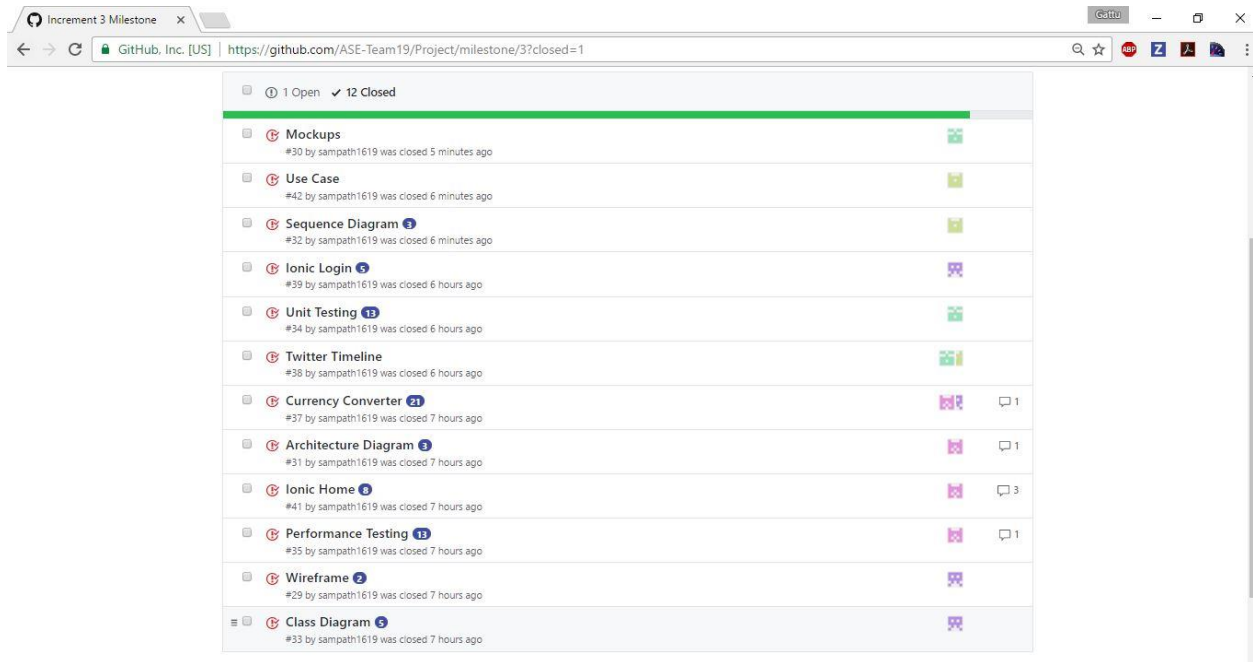 Increment 3 Milestone
Gattu
GitHub, Inc. [US] https://github.com/ASE-Team19/Project/milestone/3?closed=1
ABP Z
1 Open 12 Closed
Mockups
#30 by sampath1619 was closed 5 minutes ago
Use Case
#42 by sampath1619 was closed 6 minutes ago
Sequence Diagram 3
#32 by sampath1619 was closed 6 minutes ago
Ionic Login 5
#39 by sampath1619 was closed 6 hours ago
Unit Testing 13
#34 by sampath1619 was closed 6 hours ago
Twitter Timeline
#38 by sampath1619 was closed 6 hours ago
Currency Converter 21 1
#37 by sampath1619 was closed 7 hours ago
Architecture Diagram 3 1
#31 by sampath1619 was closed 7 hours ago
Ionic Home 8 3
#41 by sampath1619 was closed 7 hours ago
Performance Testing 13 1
#35 by sampath1619 was closed 7 hours ago
Wireframe 2
#29 by sampath1619 was closed 7 hours ago
Class Diagram 5
#33 by sampath1619 was closed 7 hours ago